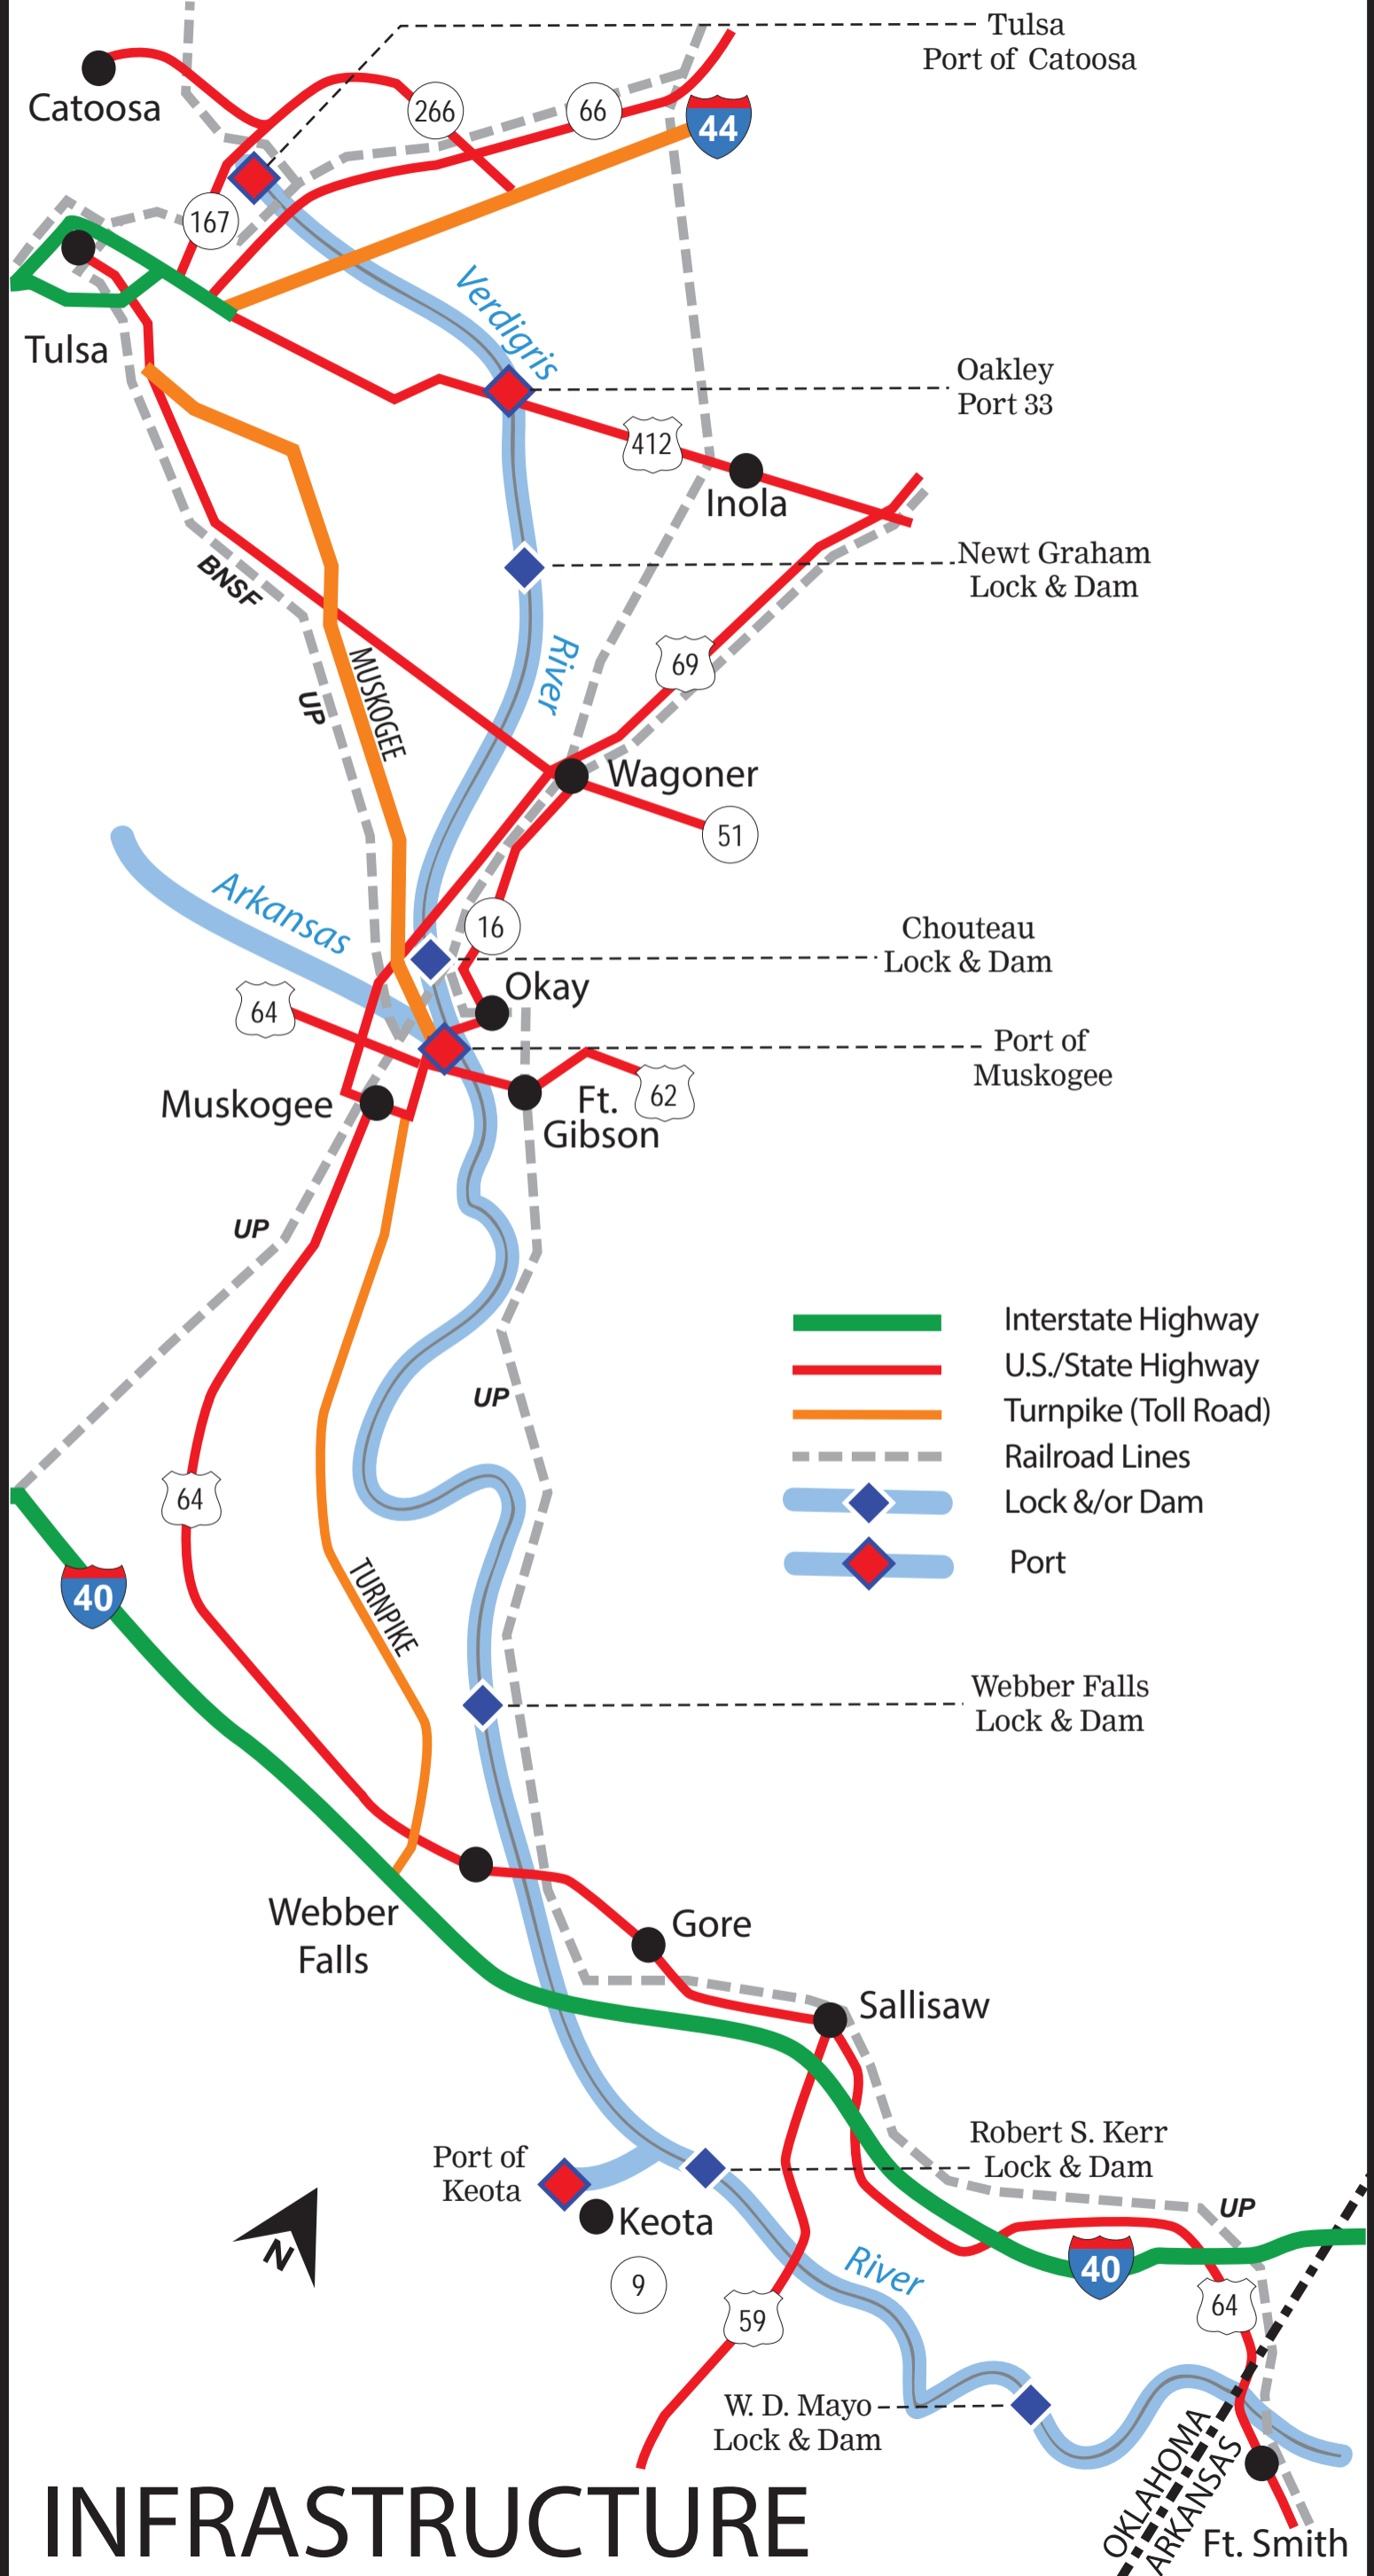 Tulsa
Port of Catoosa
Catoosa
266
66
44
167
Verdigris
Tulsa
Oakley
Port 33
412
Inola
Newt Graham
Lock & Dam
BNSF
River
UP
MUSKOGEE
69
Wagoner
51
Arkansas
16
Chouteau
Lock & Dam
Okay
64
Port of
Muskogee
Muskogee
Ft.
Gibson
62
UP
Interstate Highway
U.S./State Highway
UP
Turnpike (Toll Road)
Railroad Lines
64
Lock &/or Dam
Port
40
TURNPIKE
Webber Falls
Lock & Dam
Webber
Falls
Gore
Sallisaw
Robert S. Kerr
Lock & Dam
Port of
Keota
UP
Keota
N
River
40
9
59
64
W. D. Mayo
Lock & Dam
OKLAHOMA
ARKANSAS
Ft. Smith
INFRASTRUCTURE